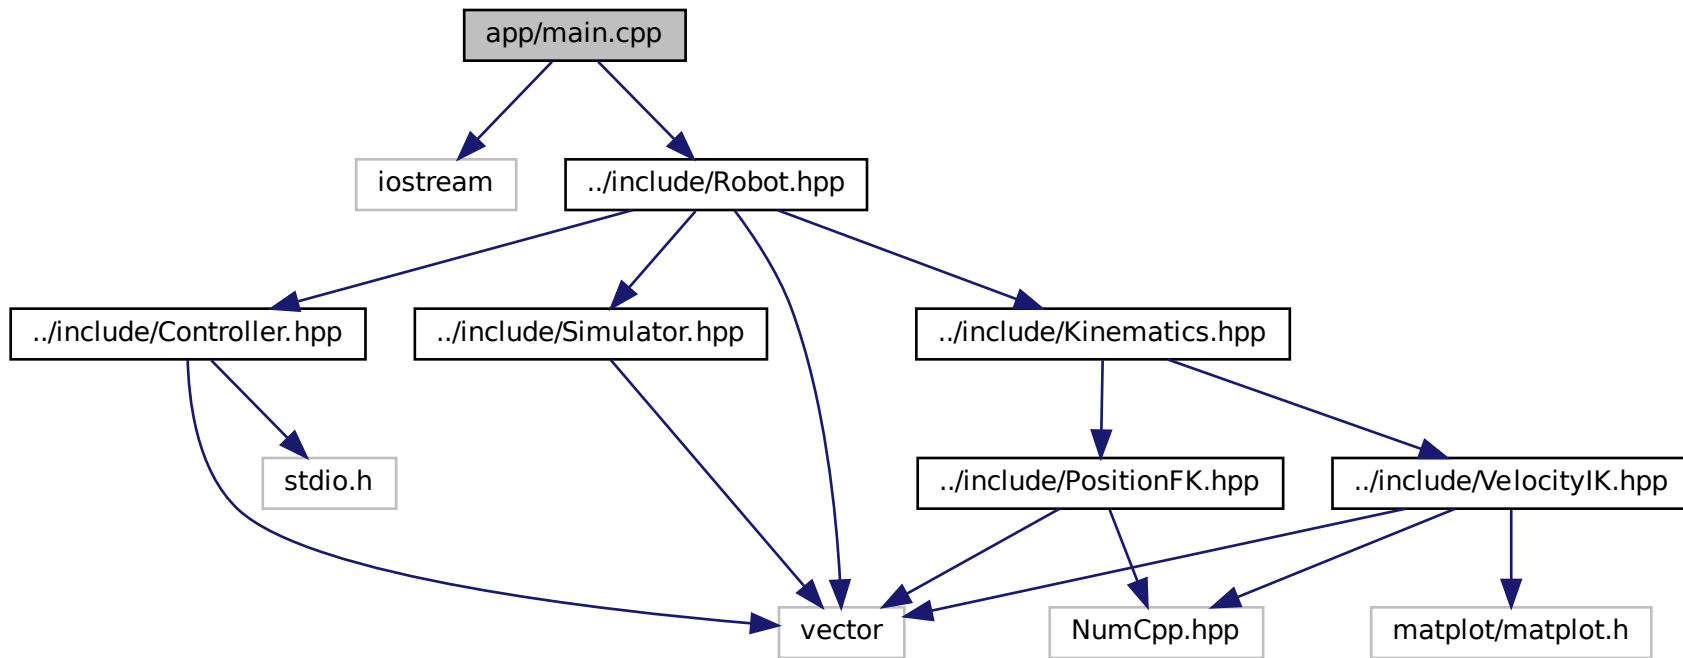 app/main.cpp
iostream
../include/Robot.hpp
../include/Controller.hpp
../include/Simulator.hpp
../include/Kinematics.hpp
stdio.h
../include/PositionFK.hpp
../include/VelocityIK.hpp
vector
NumCpp.hpp
matplot/matplot.h